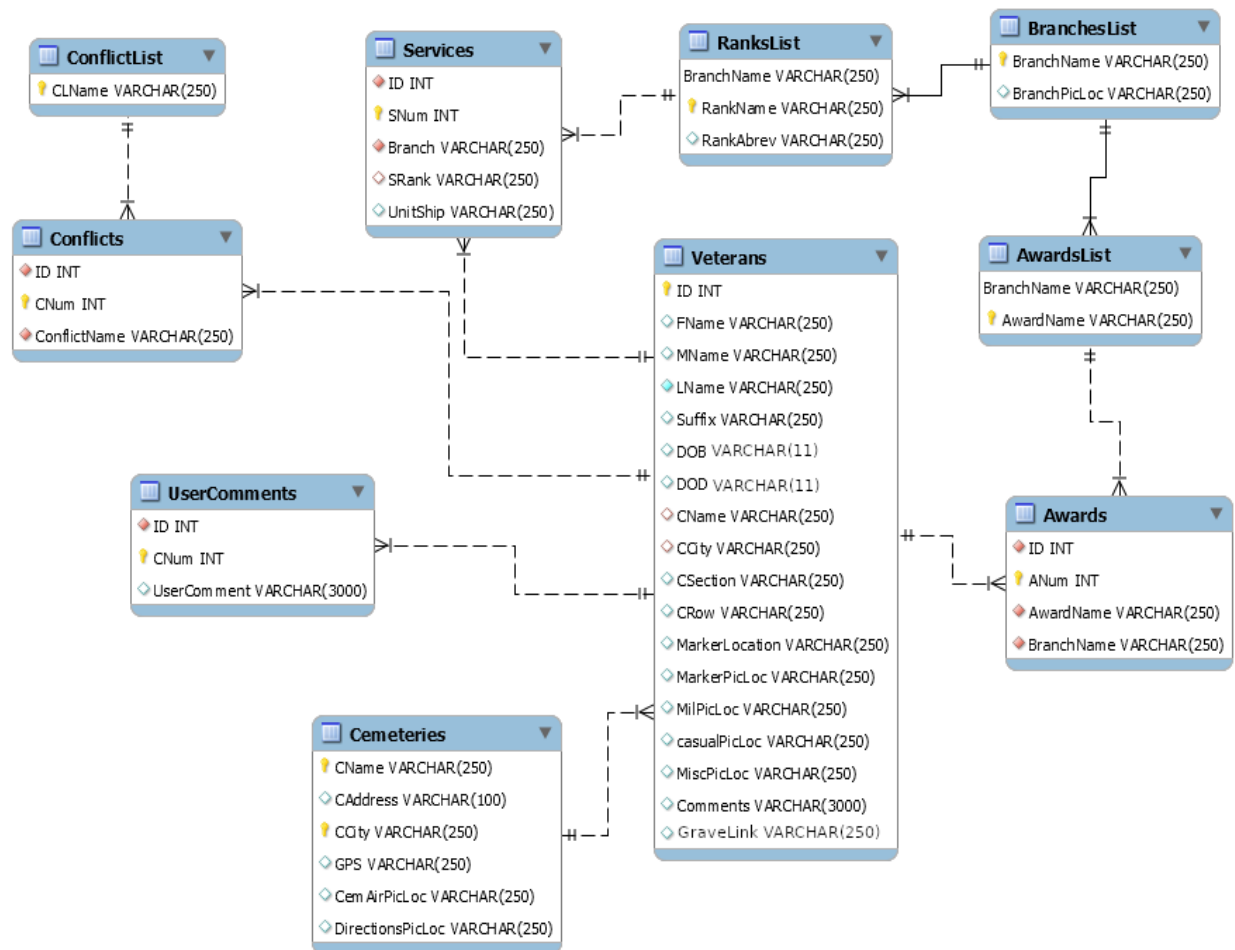 ConflictList
CLName VARCHAR(250)
Services
ID INT
SNum INT
Branch VARCHAR(250)
SRank VARCHAR(250)
UnitShip VARCHAR(250)
RanksList
BranchName VARCHAR(250)
RankName VARCHAR(250)
RankAbrev VARCHAR(250)
BranchesList
BranchName VARCHAR(250)
BranchPicLoc VARCHAR(250)
Conflicts
ID INT
CNum INT
ConflictName VARCHAR(250)
Veterans
ID INT
FName VARCHAR(250)
MName VARCHAR(250)
LName VARCHAR(250)
Suffix VARCHAR(250)
DOB VARCHAR(11)
DOD VARCHAR(11)
CName VARCHAR(250)
CCity VARCHAR(250)
CSection VARCHAR(250)
CRow VARCHAR(250)
MarkerLocation VARCHAR(250)
MarkerPicLoc VARCHAR(250)
MilPicLoc VARCHAR(250)
casualPicLoc VARCHAR(250)
MiscPicLoc VARCHAR(250)
Comments VARCHAR(3000)
GraveLink VARCHAR(250)
AwardsList
BranchName VARCHAR(250)
AwardName VARCHAR(250)
UserComments
ID INT
CNum INT
UserComment VARCHAR(3000)
Awards
ID INT
ANum INT
AwardName VARCHAR(250)
BranchName VARCHAR(250)
Cemeteries
CName VARCHAR(250)
CAddress VARCHAR(100)
CCity VARCHAR(250)
GPS VARCHAR(250)
CemAirPicLoc VARCHAR(250)
DirectionsPicLoc VARCHAR(250)